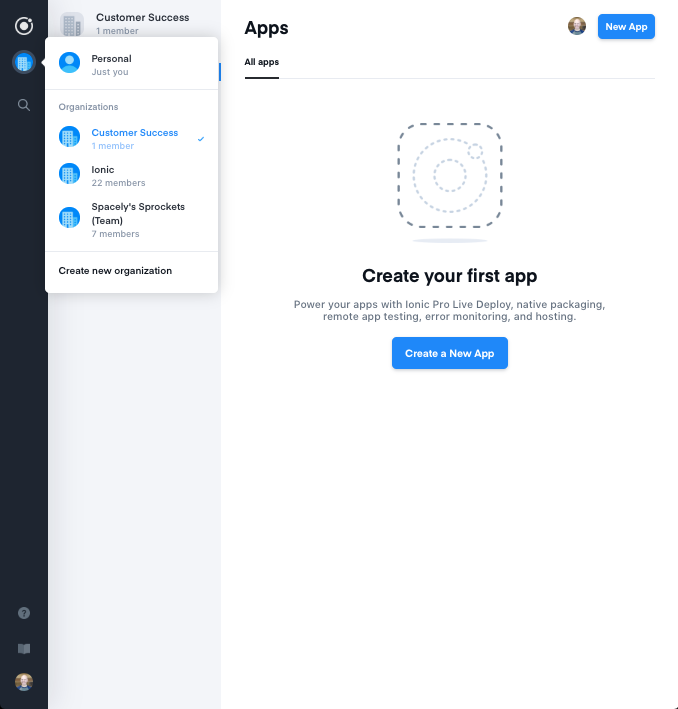 Customer Success
1 member
Personal
Just you
Organizations
Customer Success
1 member
Ionic
22 members
Spacely's Sprockets
(Team)
7 members
Create new organization
Apps
New App
All apps
Create your first app
Power your apps with Ionic Pro Live Deploy, native packaging,
remote app testing, error monitoring, and hosting.
Create a New App
?